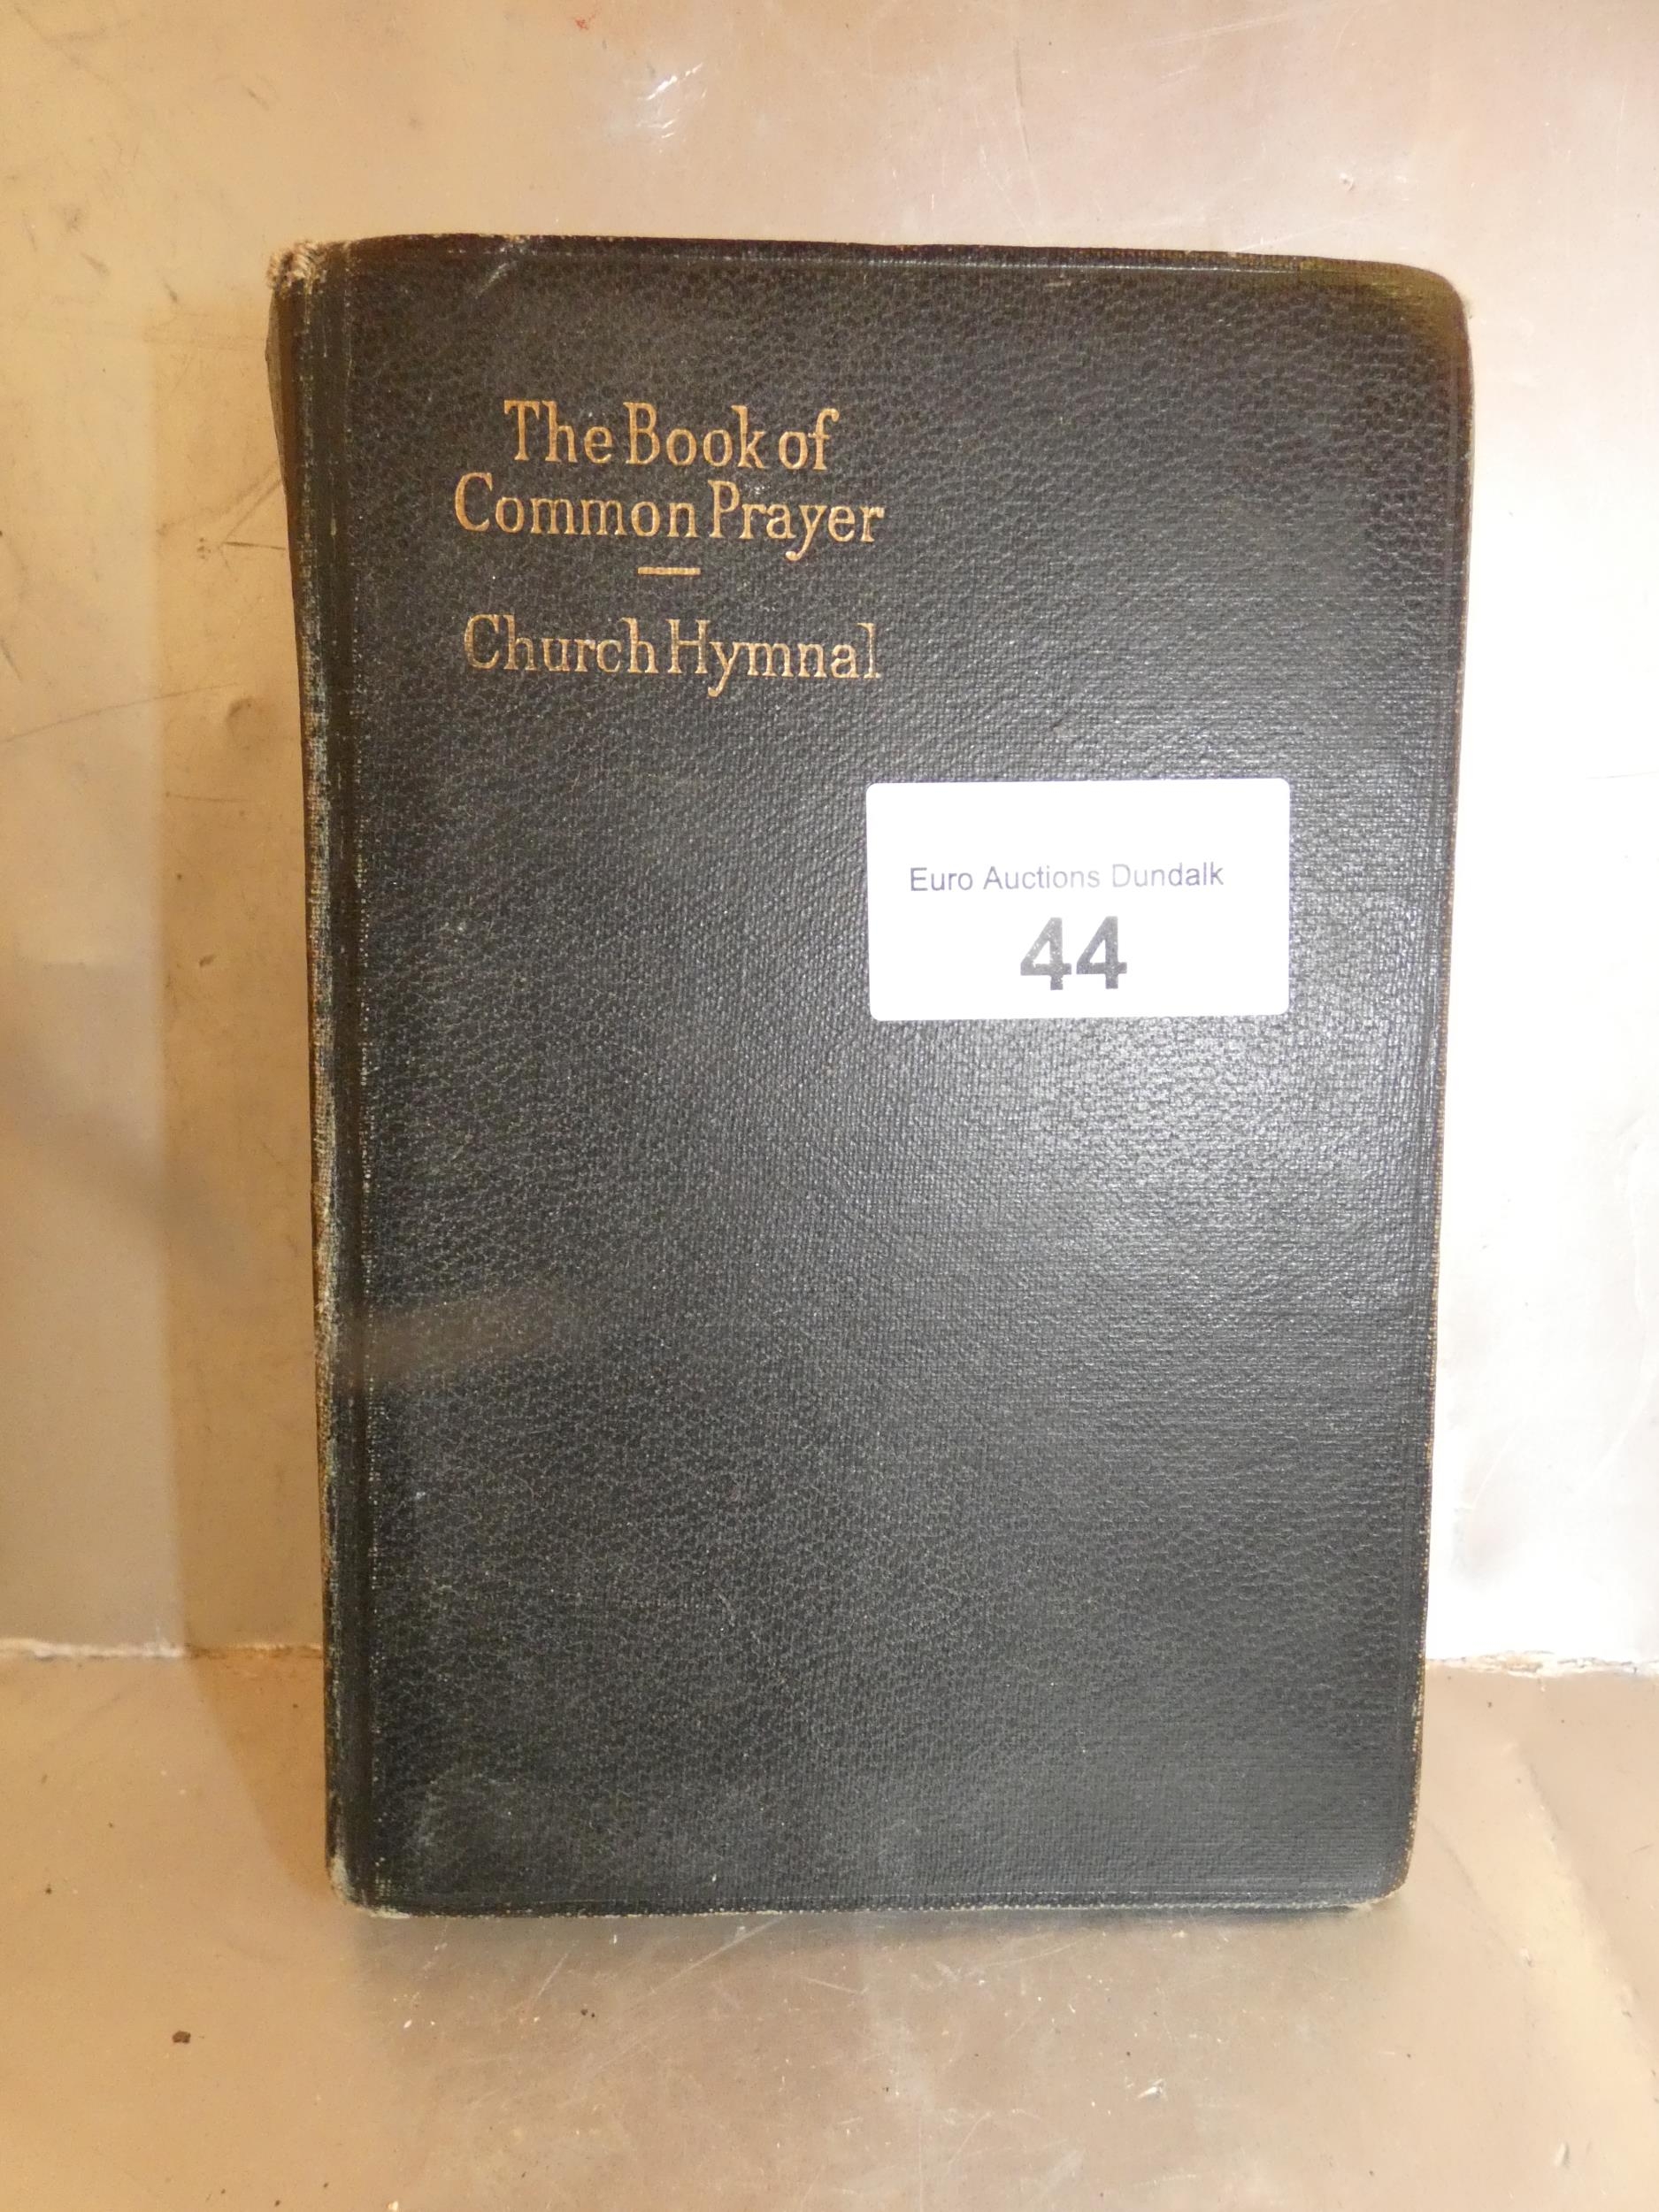 The Book of
Common Prayer
Church Hymnal
Euro Auctions Dundalk
44